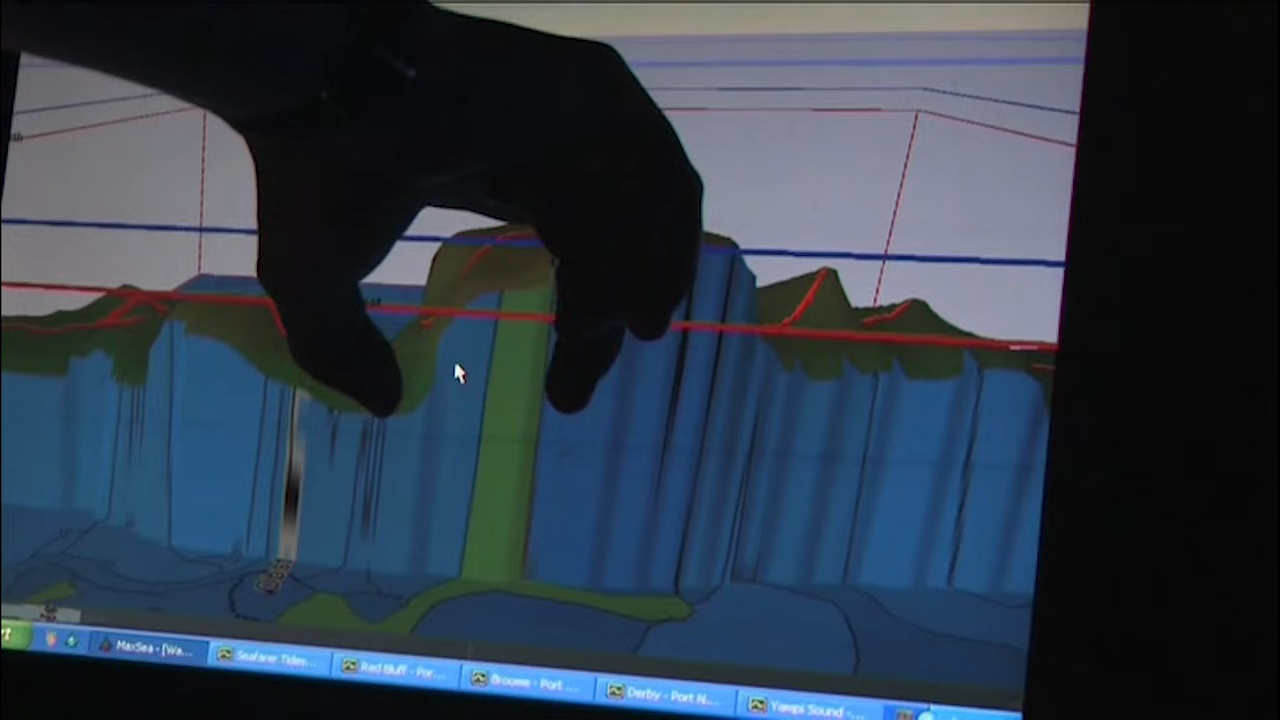 MaxSea - [Wa...
Seafarer Tides...
Red Bluff - Por...
Broome - Port ...
Derby - Port N...
Yampi Sound -...